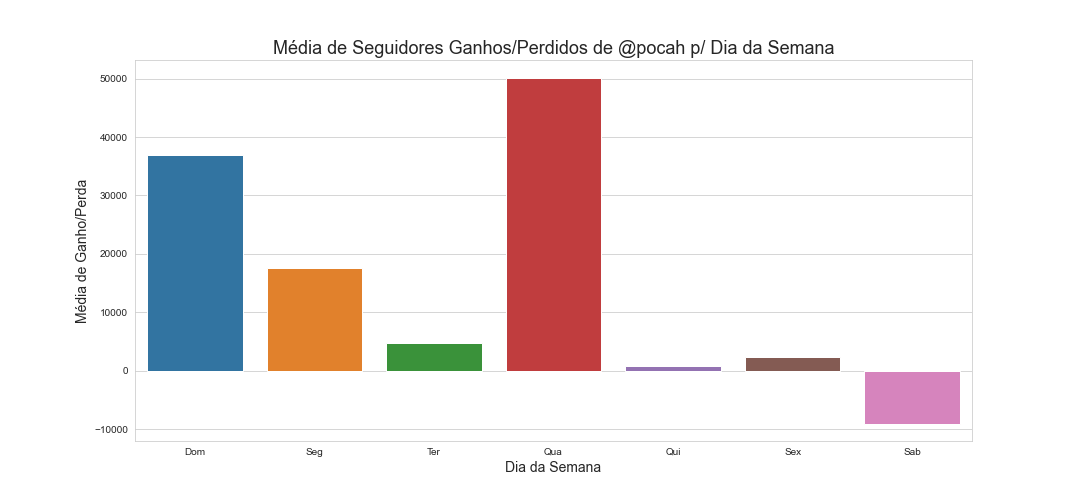 Média de Seguidores Ganhos/Perdidos de @pocah p/ Dia da Semana
50000
40000
30000
20000
10000
0
−10000
Média de Ganho/Perda
Dom Seg Ter Qua Qui Sex Sab
Dia da Semana